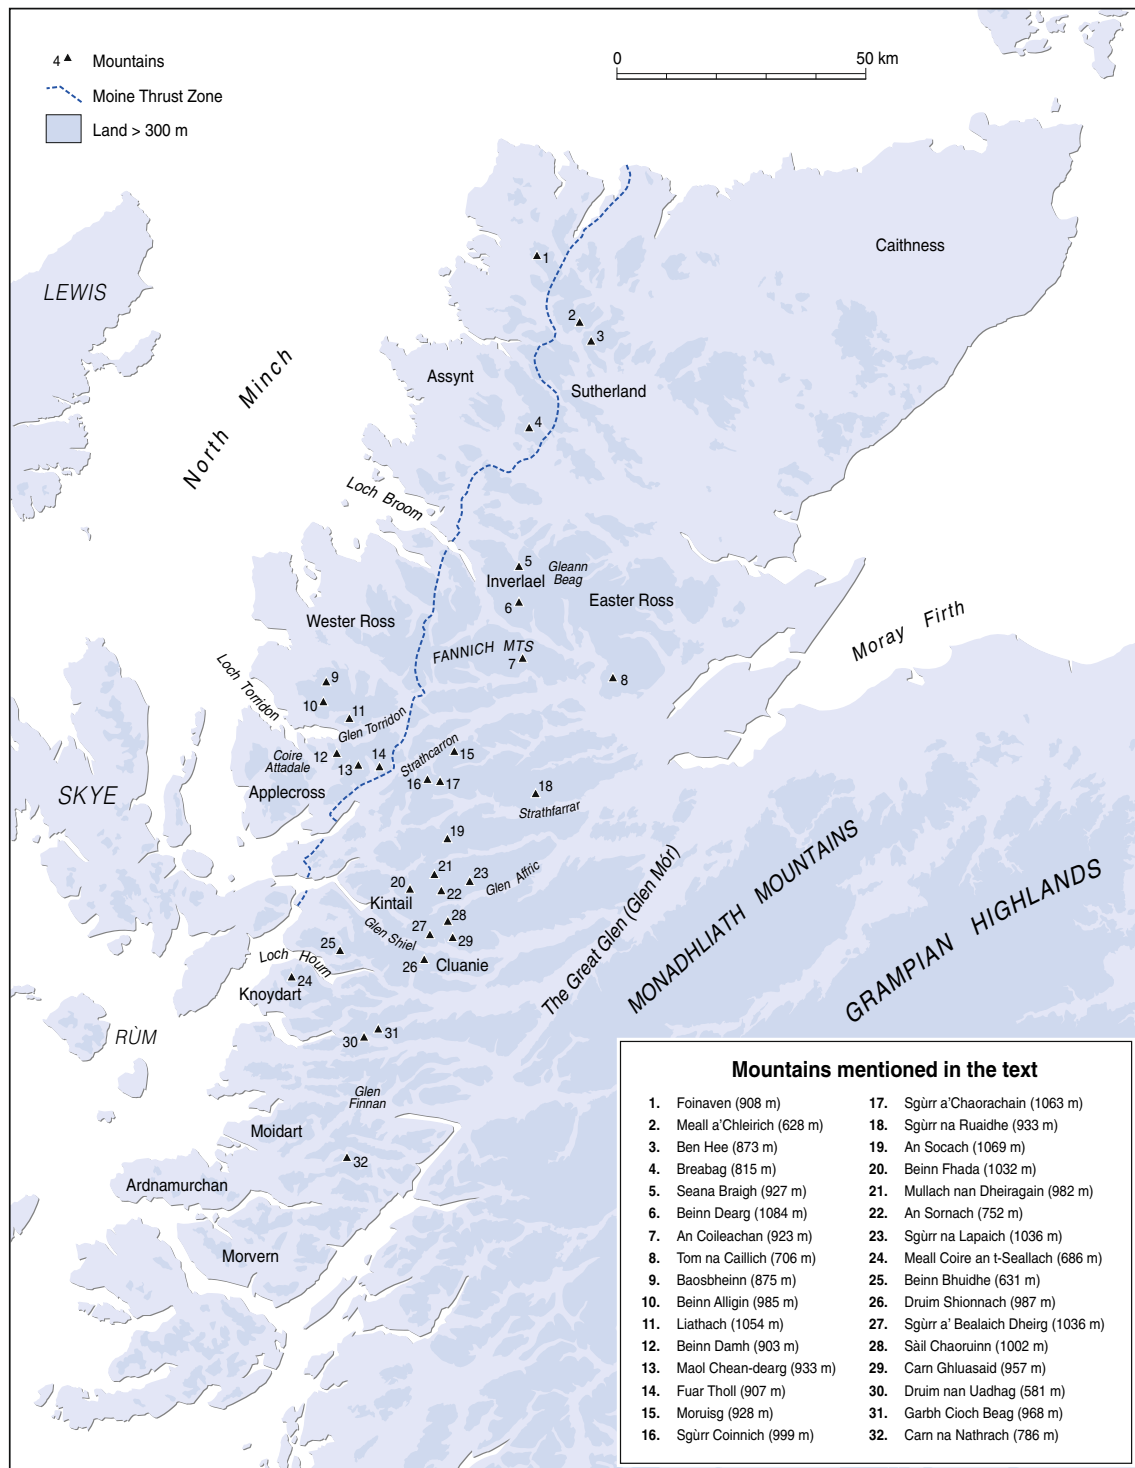 0 50 km
4 Mountains
Moine Thrust Zone
Land > 300 m
Caithness
1
LEWIS
2
3
North Minch
Assynt
Sutherland
4
Loch Broom
5
Gleann
Beag
Inverlael
6
Easter Ross
Wester Ross
Moray Firth
FANNICH MTS
7
8
Loch Torridon
9
10
11
Glen Torridon
Coire
Attadale
12
13
14
Strathcarron
15
16
17
18
Applecross
SKYE
Strathfarrar
19
21
23
Glen Affric
20
22
Kintail
The Great Glen (Glen Mór)
MONADHLIATH MOUNTAINS
GRAMPIAN HIGHLANDS
28
27
Glen Shiel
29
25
Loch Hourn
26
Cluanie
24
Knoydart
31
30
RÙM
Glen
Finnan
Moidart
32
Ardnamurchan
Morvern
Mountains mentioned in the text
1. Foinaven (908 m)
2. Meall a'Chleirich (628 m)
3. Ben Hee (873 m)
4. Breabag (815 m)
5. Seana Braigh (927 m)
6. Beinn Dearg (1084 m)
7. An Coileachan (923 m)
8. Tom na Caillich (706 m)
9. Baosbheinn (875 m)
10. Beinn Alligin (985 m)
11. Liathach (1054 m)
12. Beinn Damh (903 m)
13. Maol Chean-dearg (933 m)
14. Fuar Tholl (907 m)
15. Moruisg (928 m)
16. Sgùrr Coinnich (999 m)
17. Sgùrr a'Chaorachain (1063 m)
18. Sgùrr na Ruaidhe (933 m)
19. An Socach (1069 m)
20. Beinn Fhada (1032 m)
21. Mullach nan Dheiragain (982 m)
22. An Sornach (752 m)
23. Sgùrr na Lapaich (1036 m)
24. Meall Coire an t-Seallach (686 m)
25. Beinn Bhuidhe (631 m)
26. Druim Shionnach (987 m)
27. Sgùrr a' Bealaich Dheirg (1036 m)
28. Sàil Chaoruinn (1002 m)
29. Carn Ghluasaid (957 m)
30. Druim nan Uadhag (581 m)
31. Garbh Cioch Beag (968 m)
32. Carn na Nathrach (786 m)